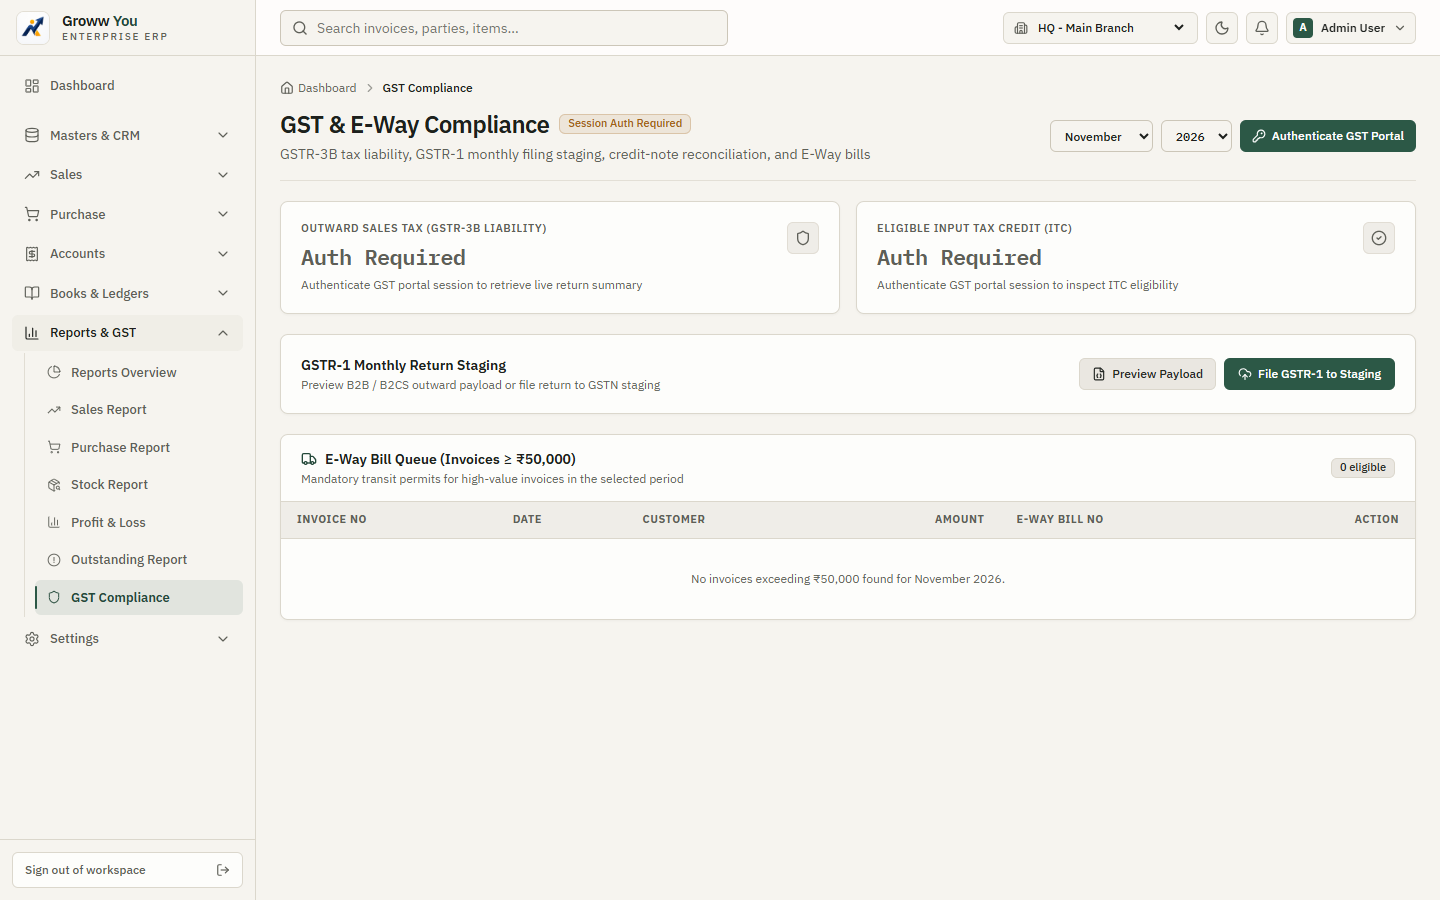 Groww You
ENTERPRISE ERP
Search invoices, parties, items...
HQ - Main Branch
A
Admin User
Dashboard
Masters & CRM
Sales
Purchase
Accounts
Books & Ledgers
Reports & GST
Reports Overview
Sales Report
Purchase Report
Stock Report
Profit & Loss
Outstanding Report
GST Compliance
Settings
Sign out of workspace
Dashboard
GST Compliance
GST & E-Way Compliance
Session Auth Required
GSTR-3B tax liability, GSTR-1 monthly filing staging, credit-note reconciliation, and E-Way bills
November
2026
Authenticate GST Portal
OUTWARD SALES TAX (GSTR-3B LIABILITY)
Auth Required
Authenticate GST portal session to retrieve live return summary
ELIGIBLE INPUT TAX CREDIT (ITC)
Auth Required
Authenticate GST portal session to inspect ITC eligibility
GSTR-1 Monthly Return Staging
Preview B2B / B2CS outward payload or file return to GSTN staging
Preview Payload
File GSTR-1 to Staging
E-Way Bill Queue (Invoices ≥ ₹50,000)
Mandatory transit permits for high-value invoices in the selected period
0 eligible
INVOICE NO DATE CUSTOMER AMOUNT E-WAY BILL NO ACTION
No invoices exceeding ₹50,000 found for November 2026.